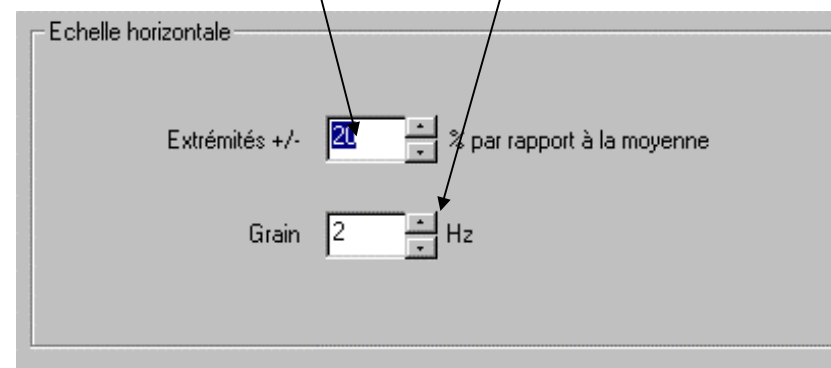 Echelle horizontale
Extrémités +/- 20 % par rapport à la moyenne
Grain 2 Hz